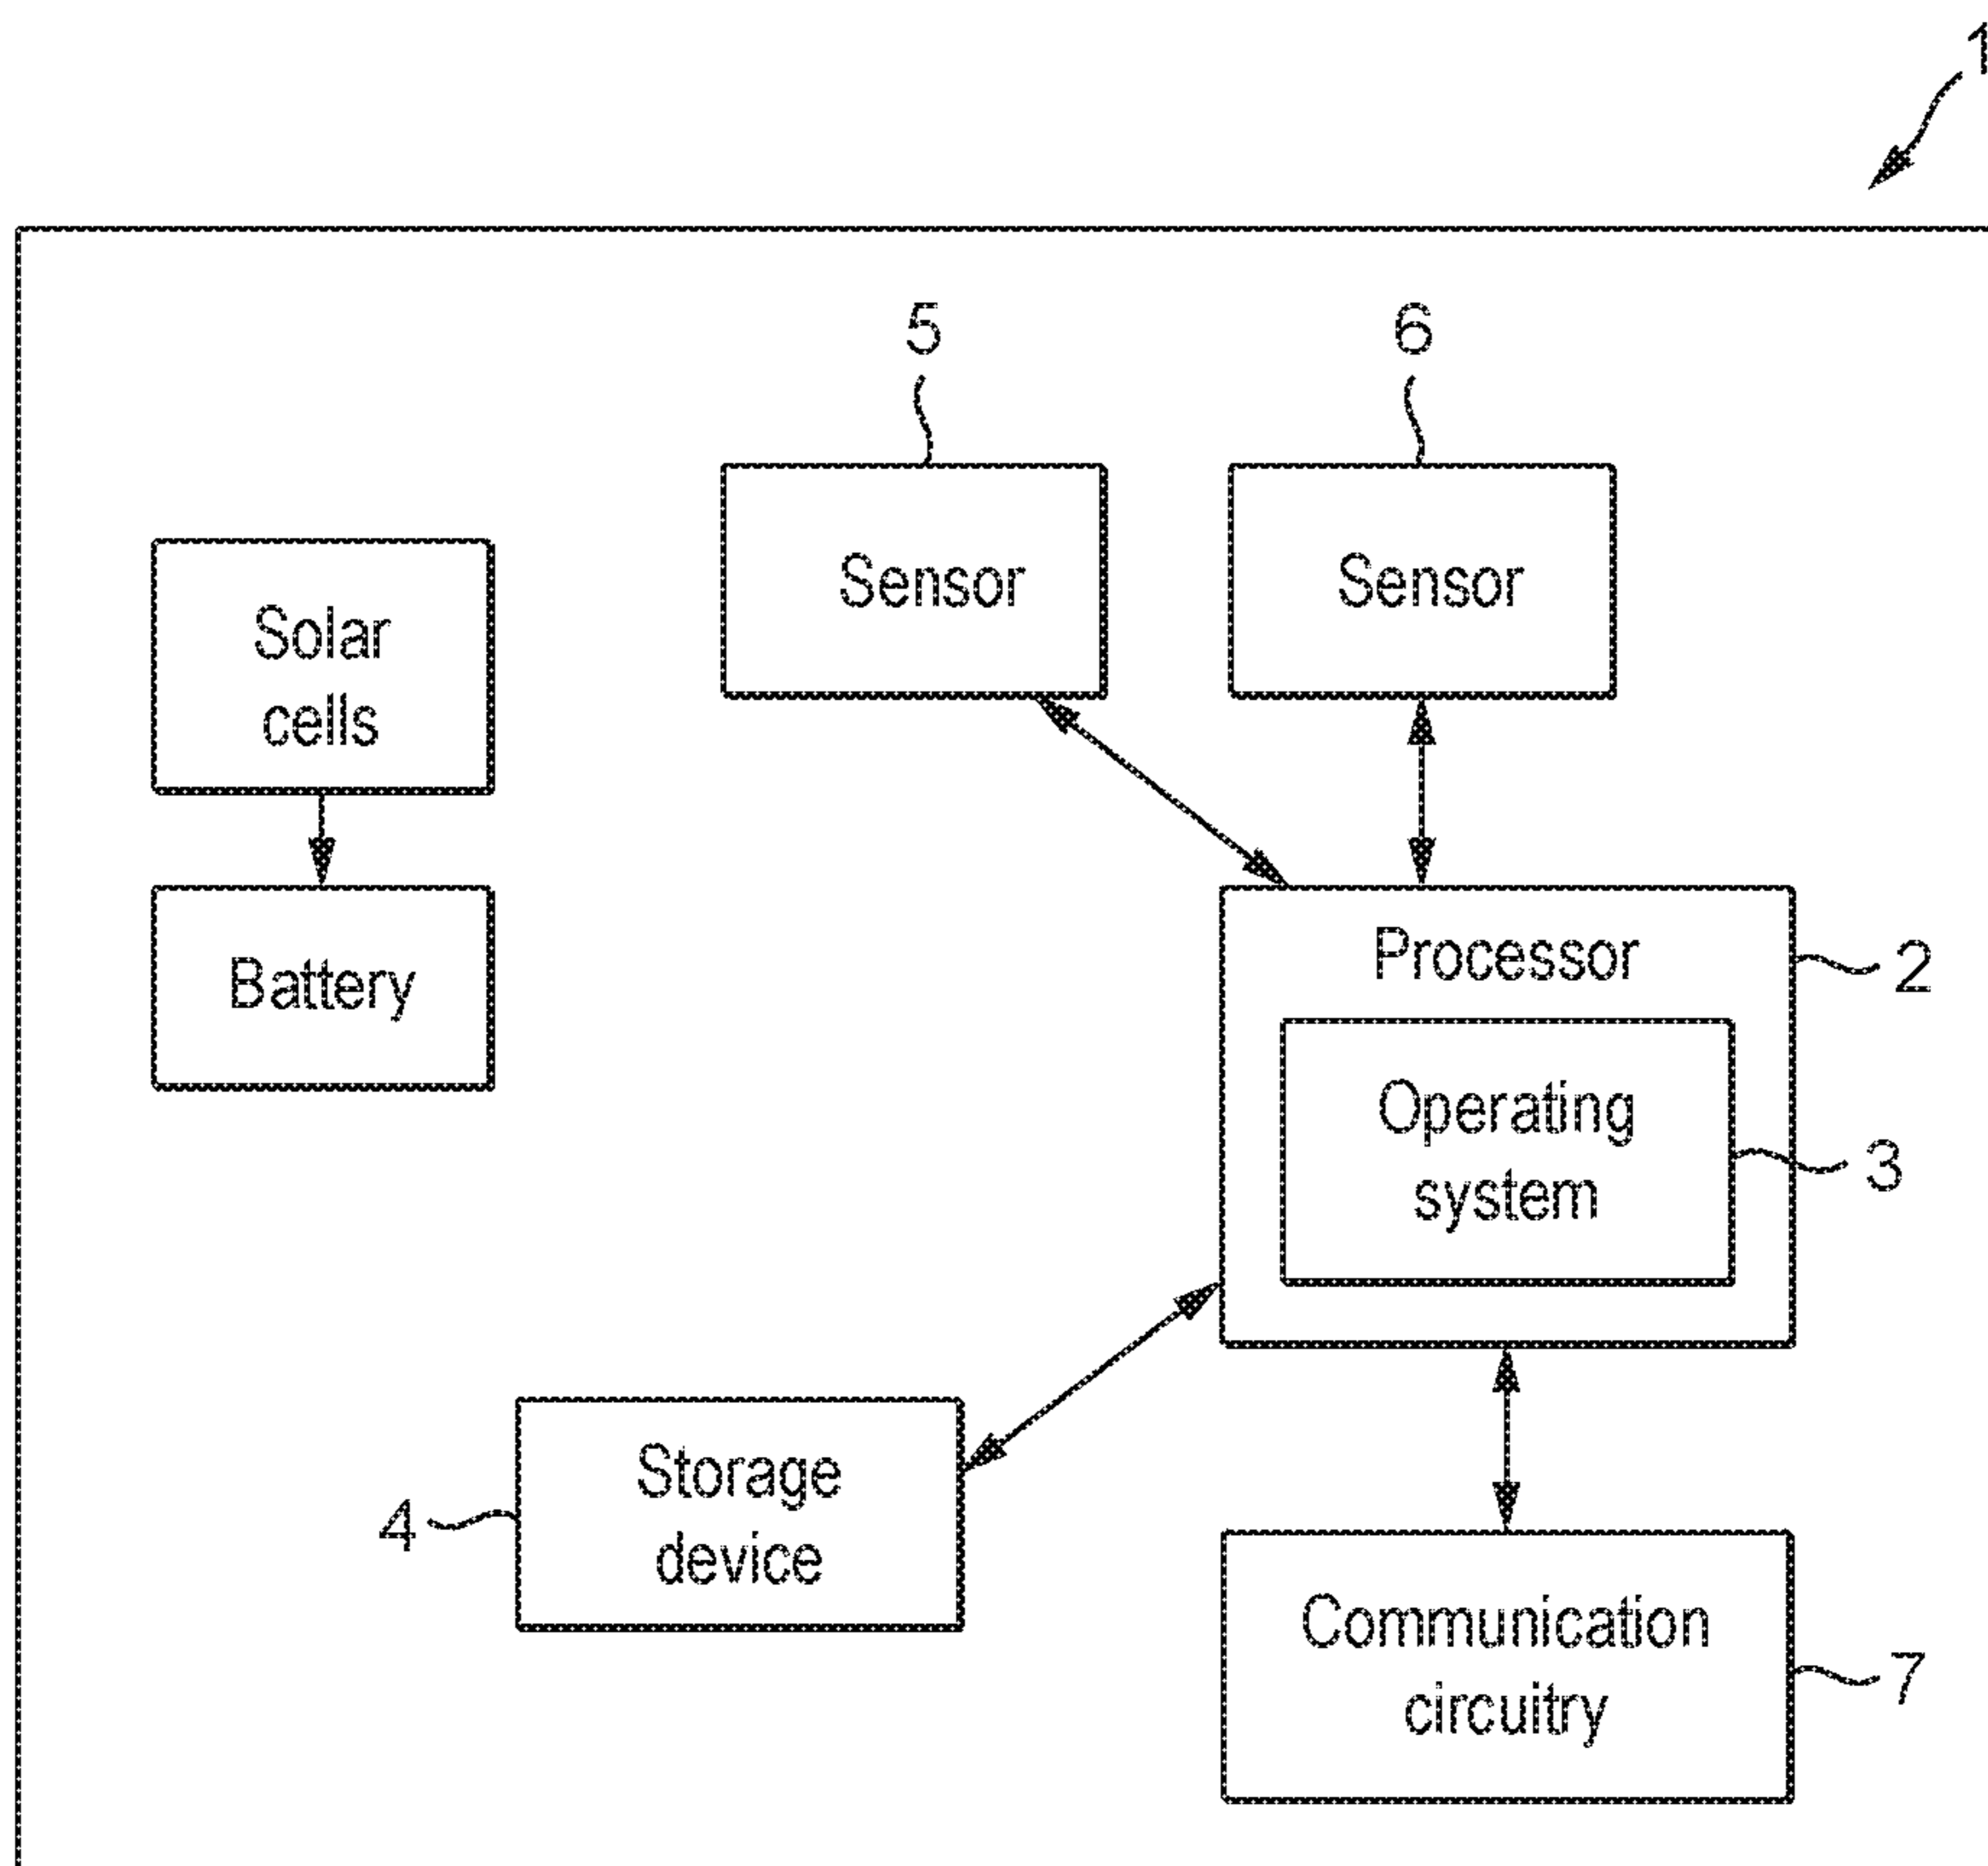 1
5
6
Sensor
Sensor
Solar
cells
Battery
Processor
2
Operating
system
3
Storage
device
4
Communication
circuitry
7